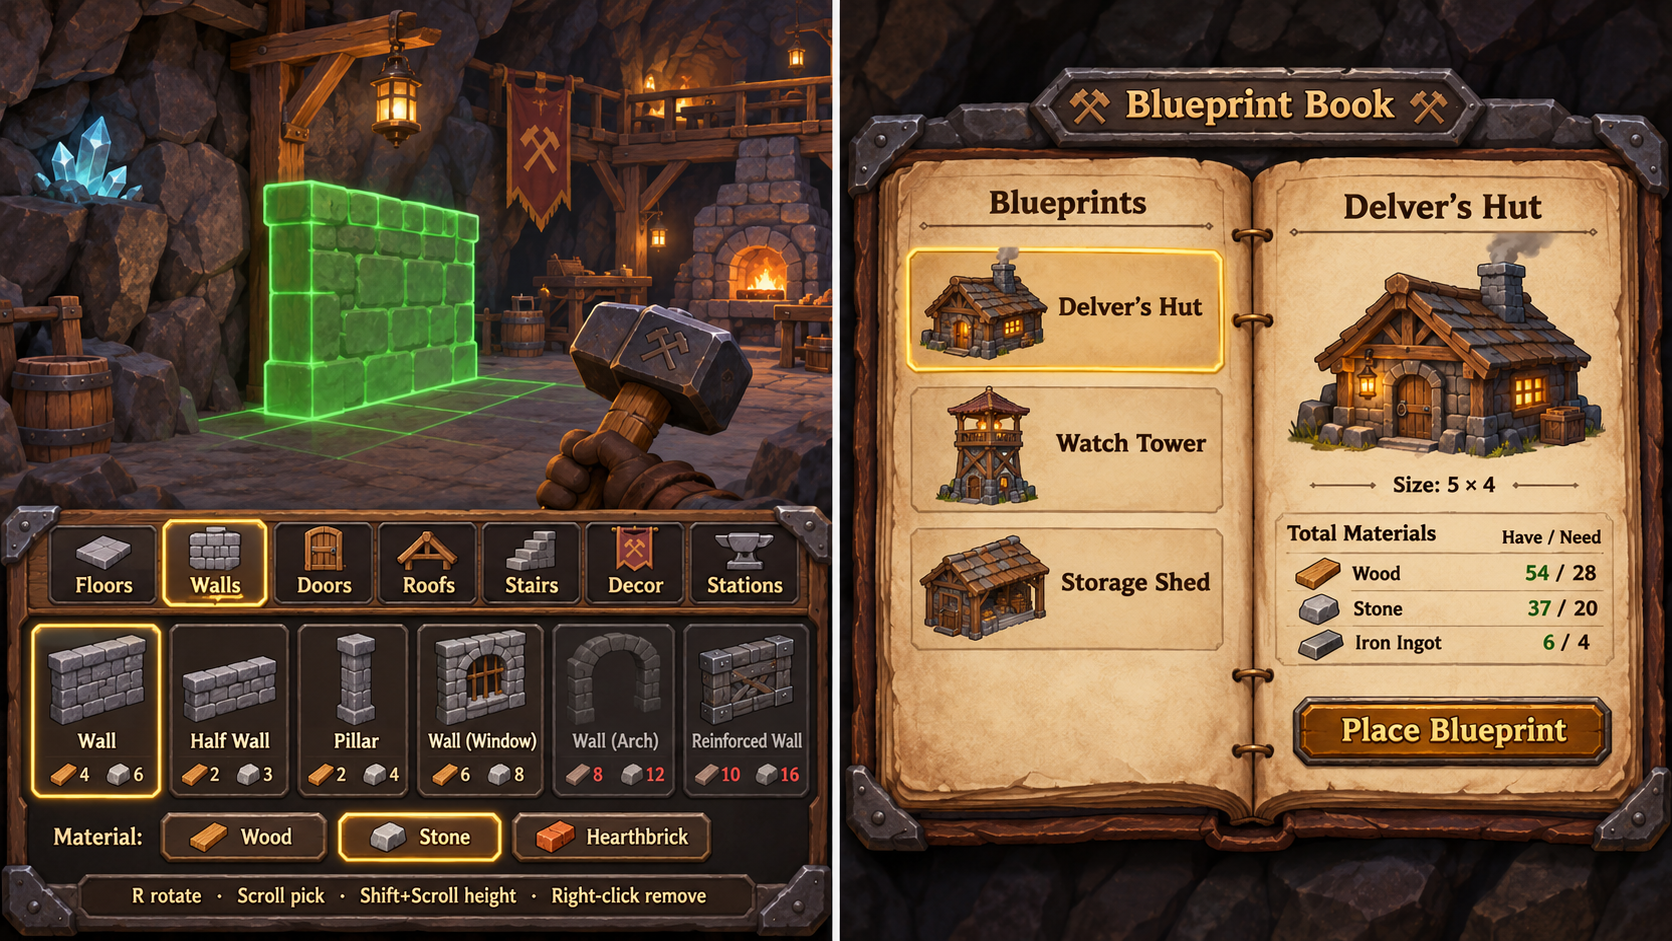 Floors
Walls
Doors
Roofs
Stairs
Decor
Stations
Wall
4 6
Half Wall
2 3
Pillar
2 4
Wall (Window)
6 8
Wall (Arch)
8 12
Reinforced Wall
10 16
Material:
Wood
Stone
Hearthbrick
R rotate · Scroll pick · Shift+Scroll height · Right-click remove
Blueprint Book
Blueprints
Delver's Hut
Watch Tower
Storage Shed
Delver's Hut
Size: 5 × 4
Total Materials Have / Need
Wood 54 / 28
Stone 37 / 20
Iron Ingot 6 / 4
Place Blueprint